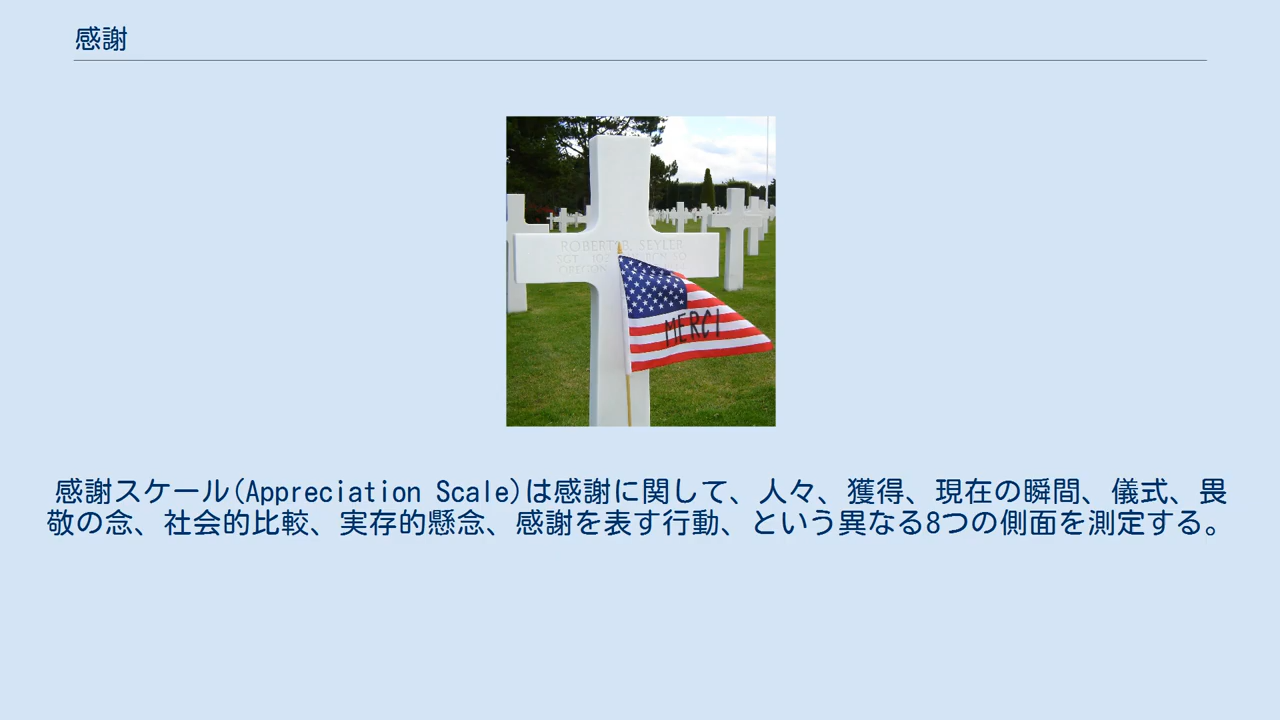 感謝
ROBERT B. SEYLER
OREGON
MERCI
感謝スケール(Appreciation Scale)は感謝に関して、人々、獲得、現在の瞬間、儀式、畏
敬の念、社会的比較、実存的懸念、感謝を表す行動、という異なる8つの側面を測定する。